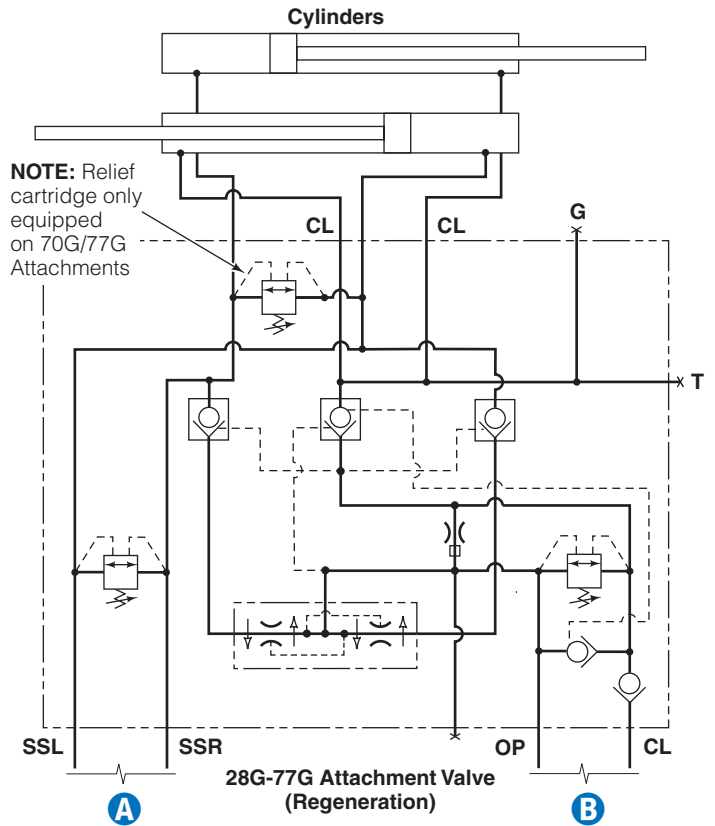 Cylinders
NOTE: Relief
cartridge only
equipped
on 70G/77G
Attachments
CL
CL
G
T
SSL
SSR
OP
CL
28G-77G Attachment Valve
(Regeneration)
A
B